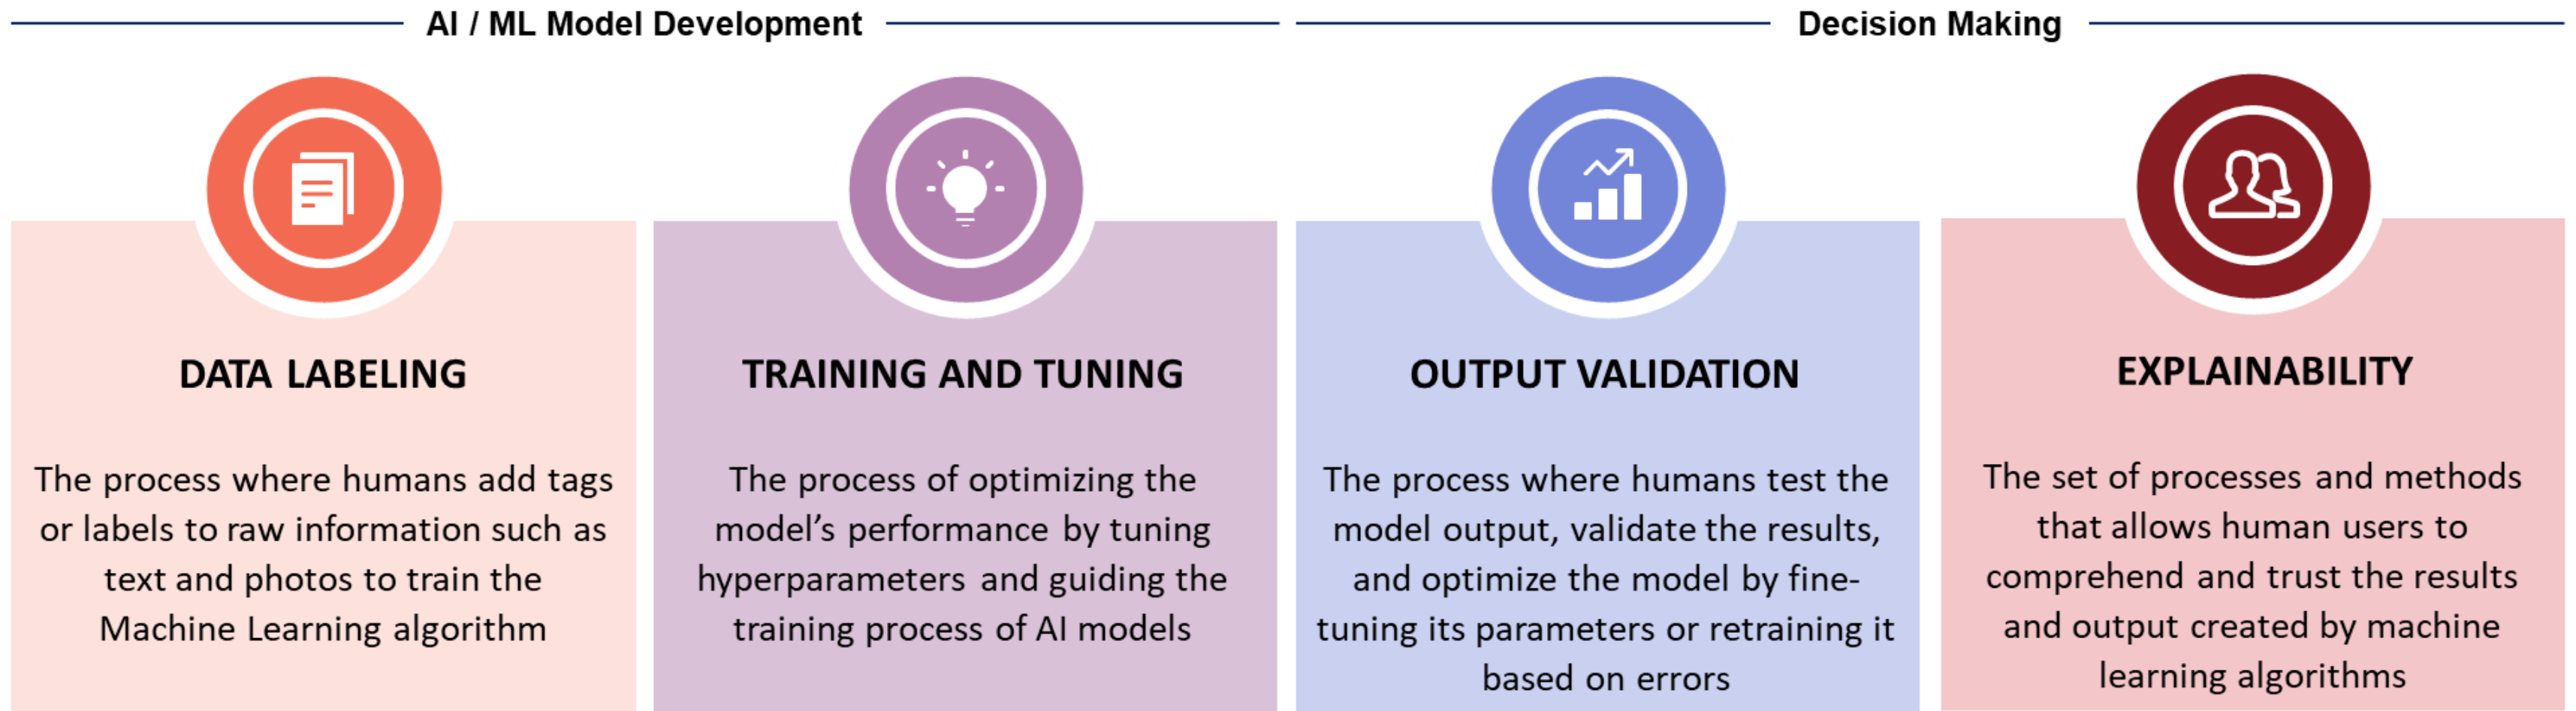 AI / ML Model Development
Decision Making
DATA LABELING
The process where humans add tags
or labels to raw information such as
text and photos to train the
Machine Learning algorithm
TRAINING AND TUNING
The process of optimizing the
model’s performance by tuning
hyperparameters and guiding the
training process of AI models
OUTPUT VALIDATION
The process where humans test the
model output, validate the results,
and optimize the model by fine-
tuning its parameters or retraining it
based on errors
EXPLAINABILITY
The set of processes and methods
that allows human users to
comprehend and trust the results
and output created by machine
learning algorithms